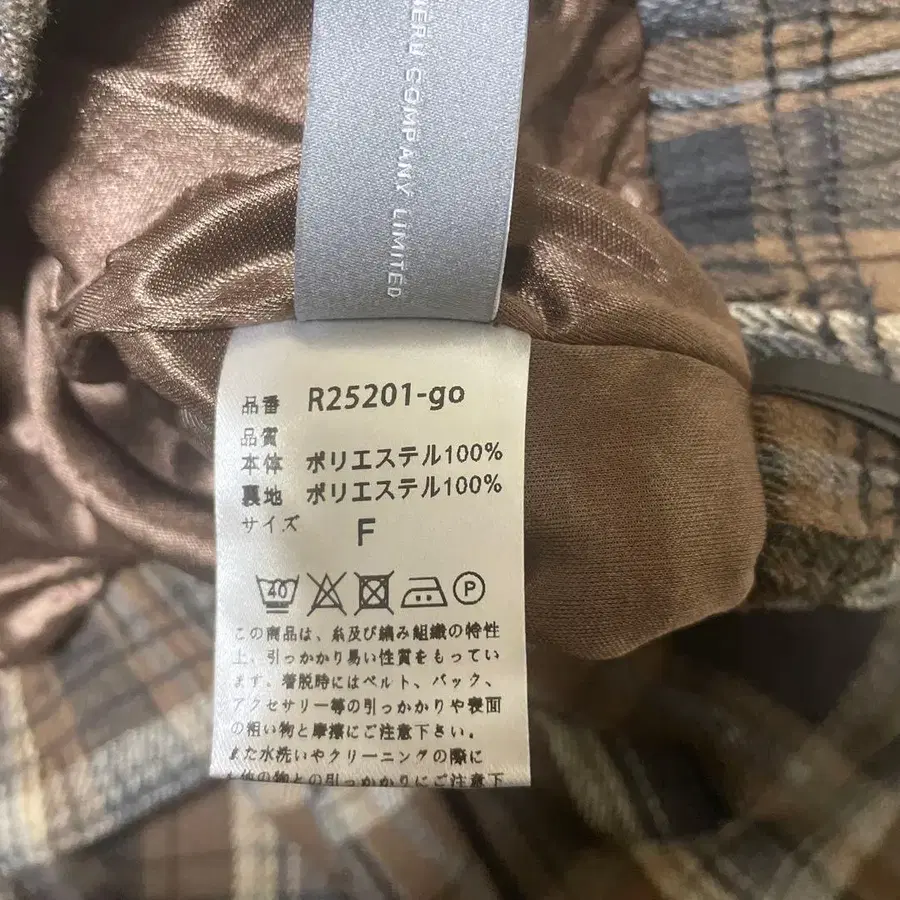 COMPANY LIMITED
品番 R25201-go
品質
本体 ポリエステル100%
裏地 ポリエステル100%
サイズ F
40 P
この商品は、糸及び編み組織の特性
上、引っかかり易い性質をもってい
ます。着脱時にはベルト、バック、
アクセサリー等の引っかかりや表面
の粗い物と摩擦にご注意下さい。
また水洗いやクリーニングの際に
他の物との引っかかりにご注意下